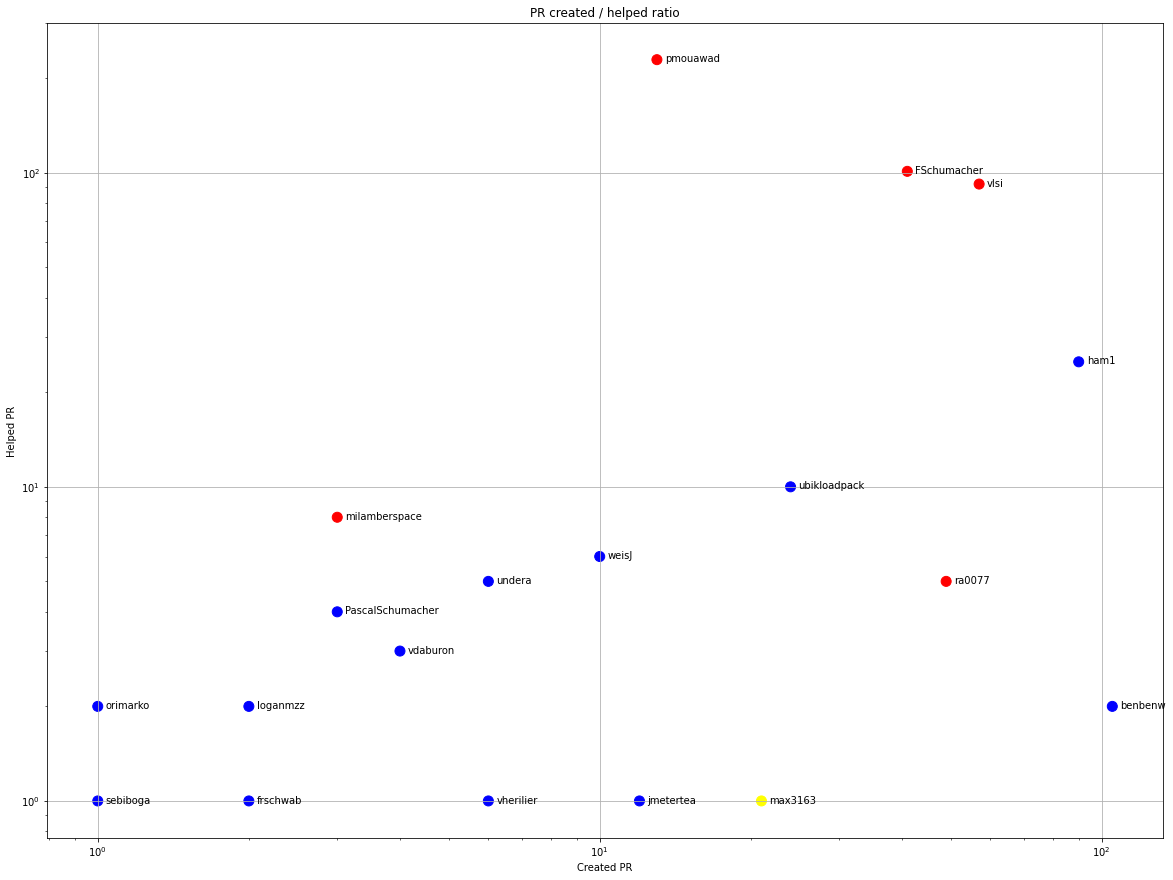 PR created / helped ratio
pmouawad
10²
FSchumacher
vlsi
ham1
Helped PR
10¹
ubikloadpack
milamberspace
weisJ
undera
ra0077
PascalSchumacher
vdaburon
orimarko
loganmzz
benbenw
10⁰
sebiboga
frschwab
vherilier
jmetertea
max3163
10⁰
10¹
10²
Created PR